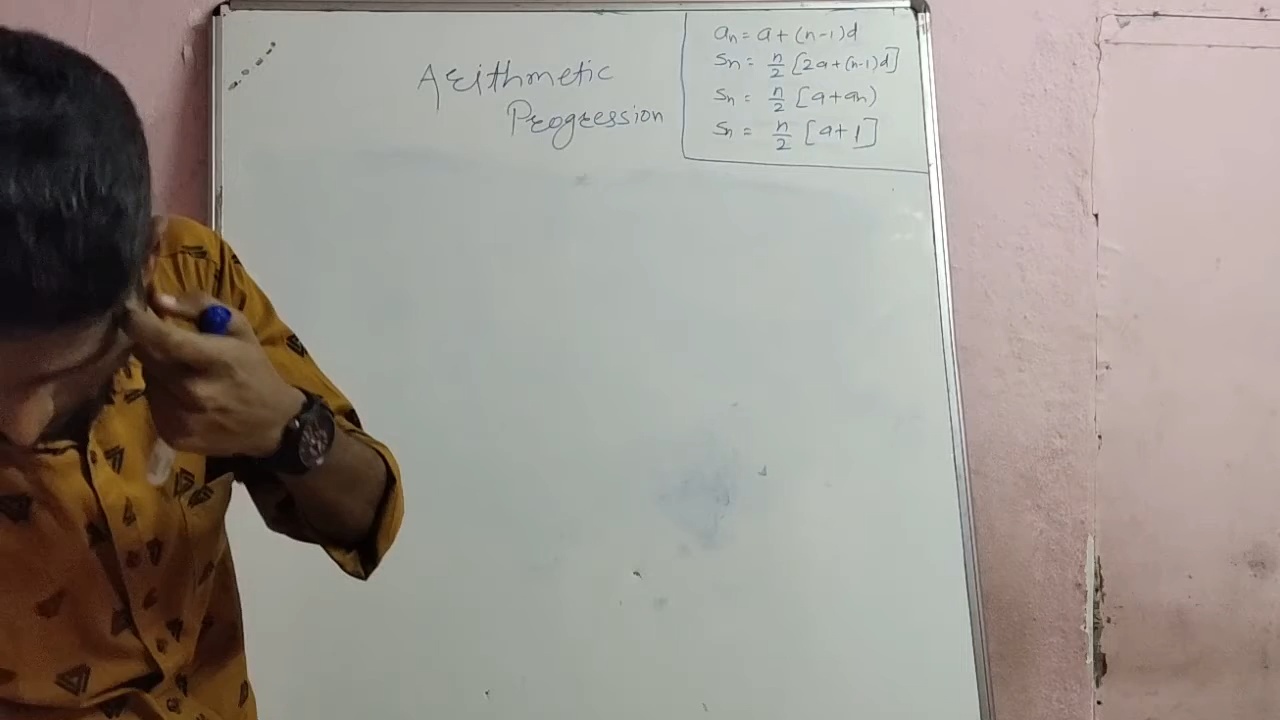 Arithmetic
Progression
an = a + (n-1)d
Sn = n/2 [2a + (n-1)d]
Sn = n/2 [a + an)
Sn = n/2 [a + l]